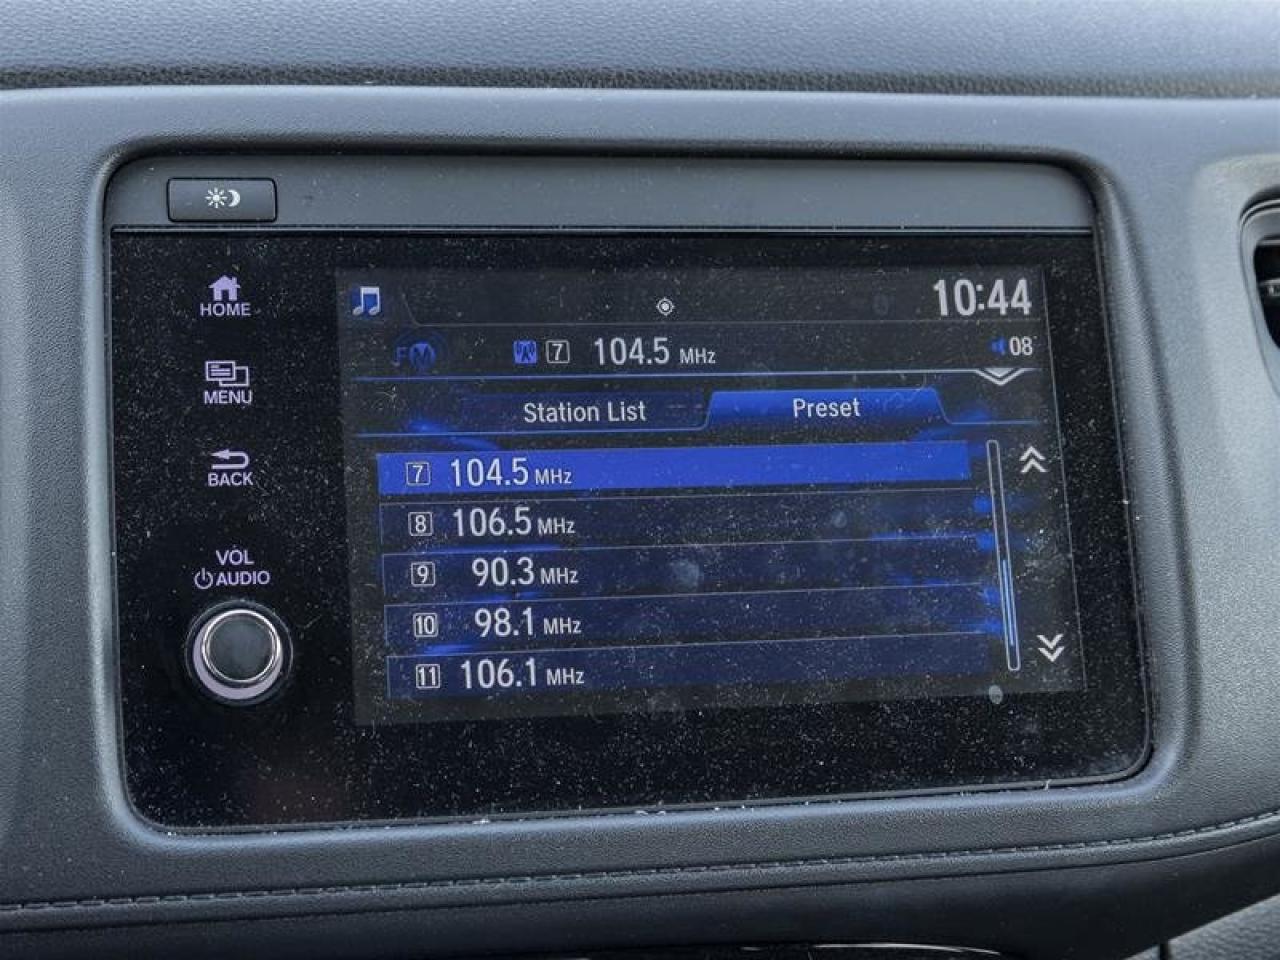 HOME
MENU
BACK
VOL
AUDIO
10:44
FM 7 104.5 MHz 08
Station List Preset
7 104.5 MHz
8 106.5 MHz
9 90.3 MHz
10 98.1 MHz
11 106.1 MHz